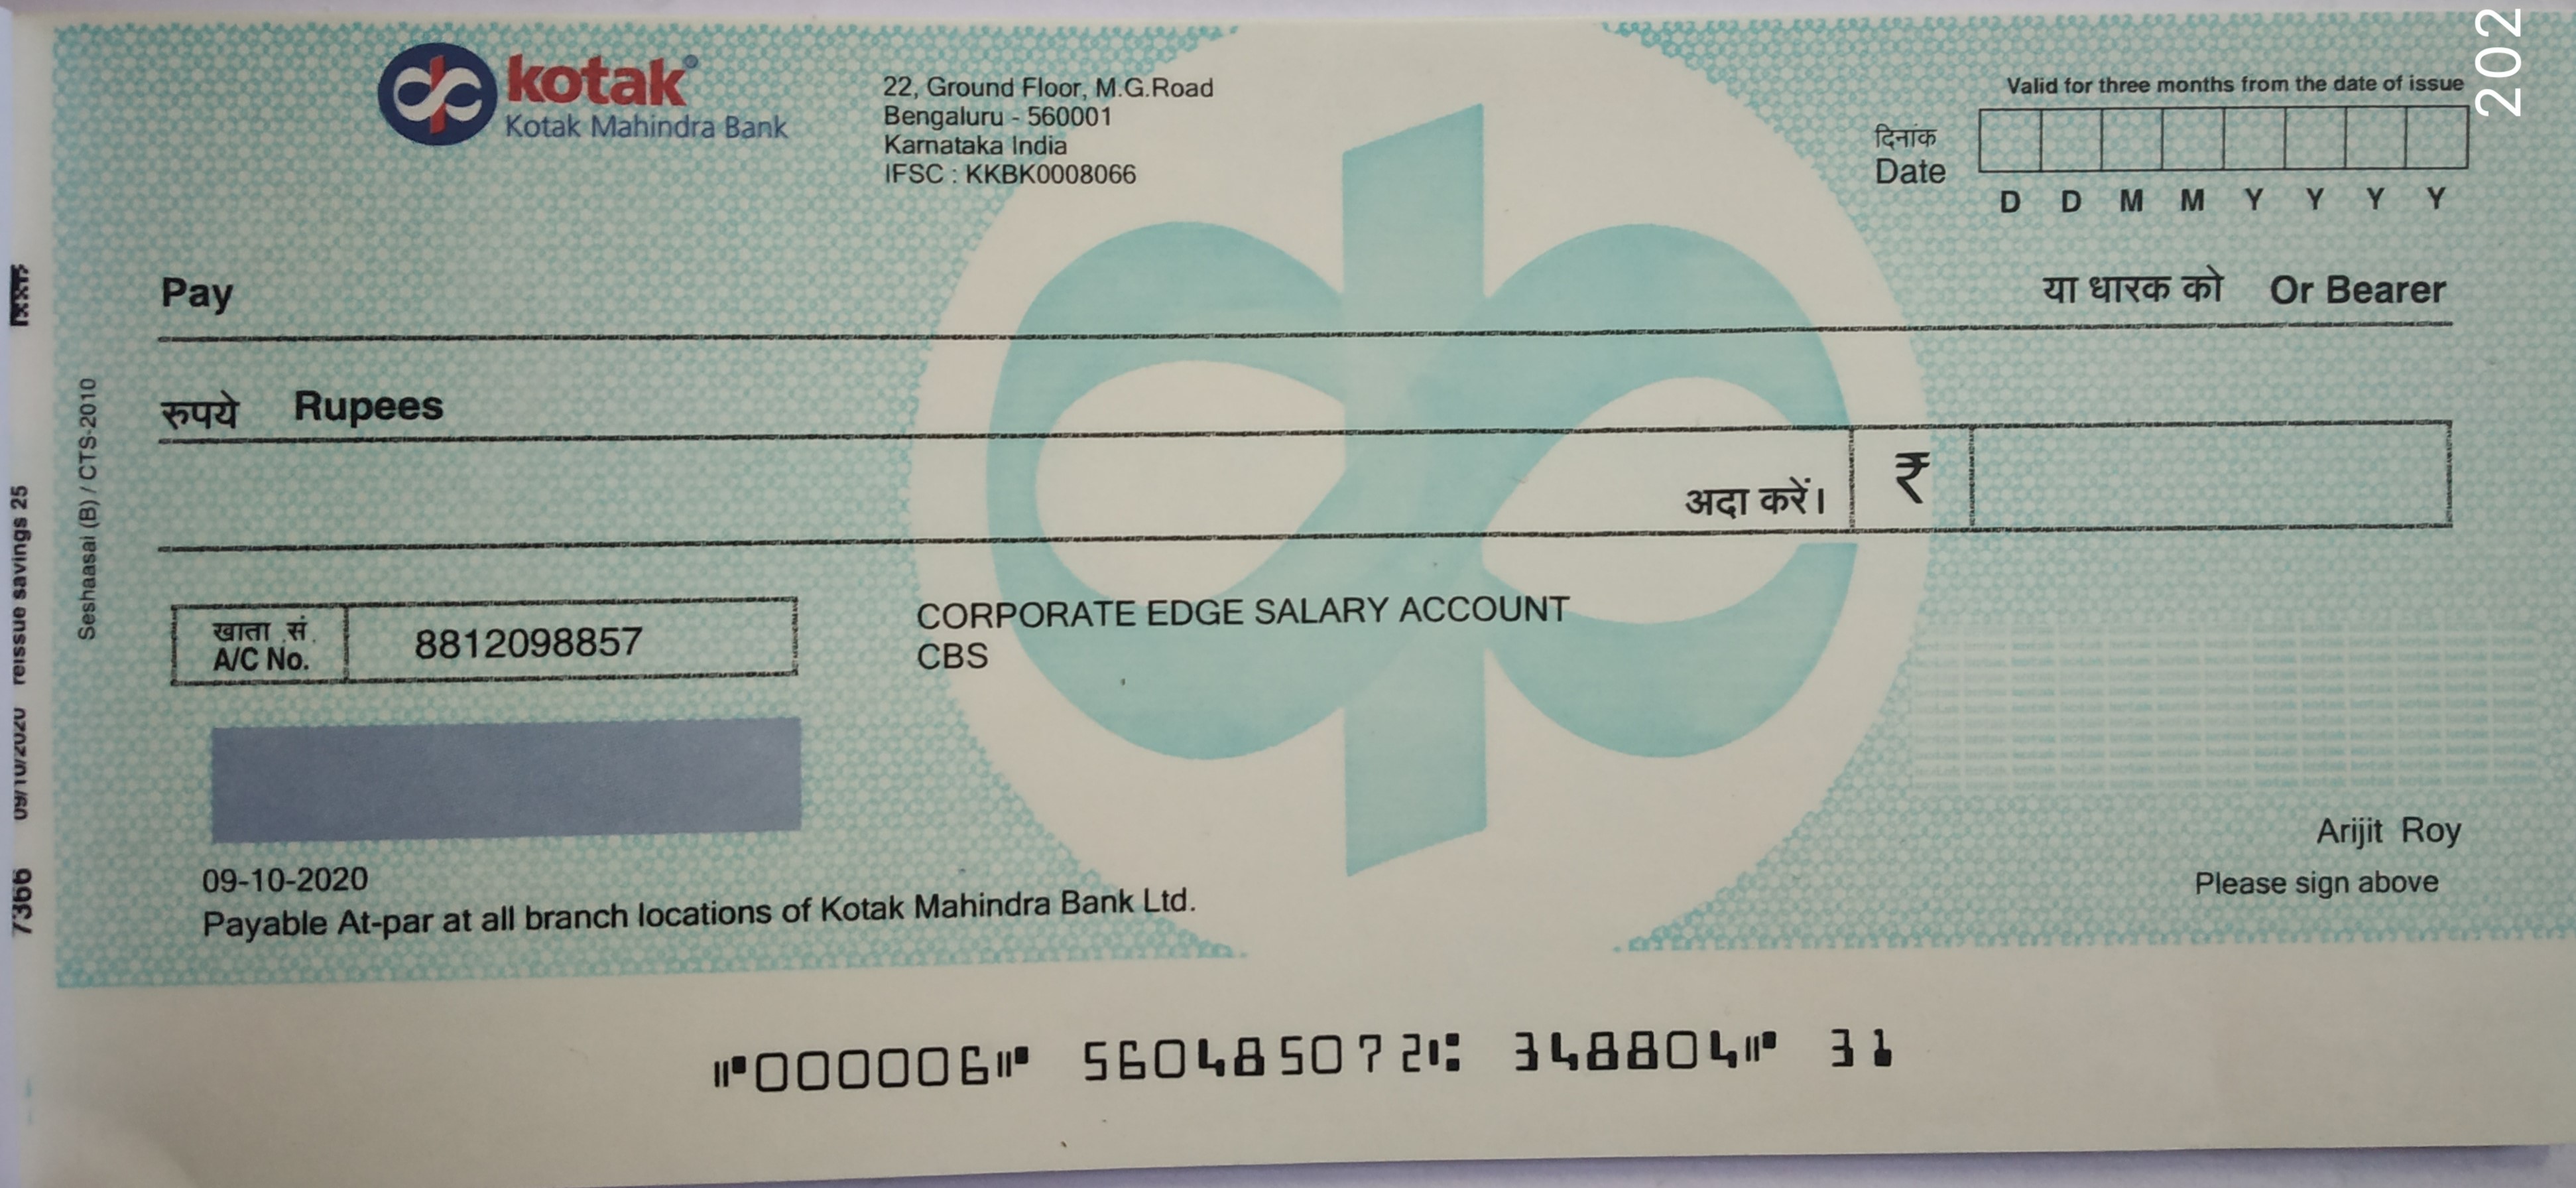 202
kotak®
Kotak Mahindra Bank
22, Ground Floor, M.G.Road
Bengaluru - 560001
Karnataka India
IFSC : KKBK0008066
Valid for three months from the date of issue
दिनांक
Date
D D M M Y Y Y Y
Pay
या धारक को Or Bearer
रुपये Rupees
अदा करें। ₹
खाता सं.
A/C No.
8812098857
CORPORATE EDGE SALARY ACCOUNT
CBS
09-10-2020
Payable At-par at all branch locations of Kotak Mahindra Bank Ltd.
Arijit Roy
Please sign above
⑈000006⑈ 560485072⑆ 348804⑈ 31
Seshaasai (B) / CTS-2010
7366 09/10/2020 reissue savings 25